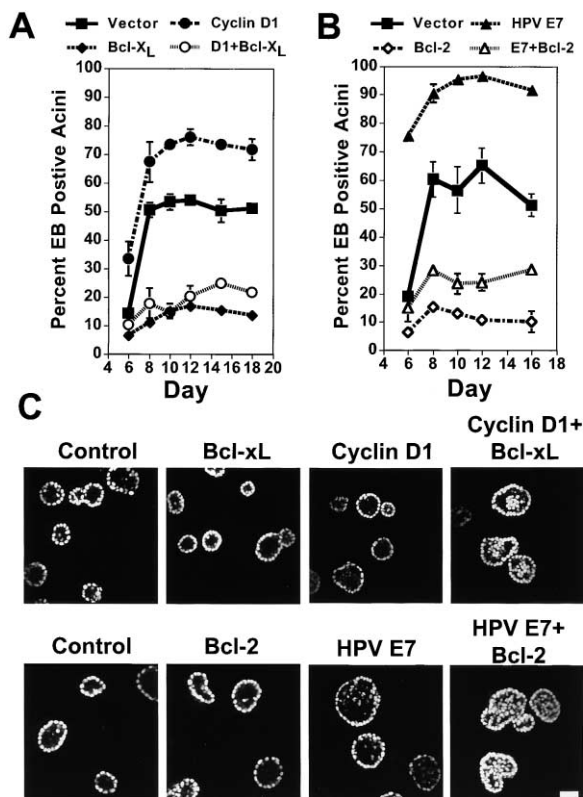 A
Vector Cyclin D1
Bcl-XL D1+Bcl-XL
Percent EB Postive Acini
100
90
80
70
60
50
40
30
20
10
0
4 6 8 10 12 14 16 18 20
Day
B
Vector HPV E7
Bcl-2 E7+Bcl-2
Percent EB Positive Acini
100
90
80
70
60
50
40
30
20
10
0
4 6 8 10 12 14 16 18
Day
C
Control Bcl-xL Cyclin D1 Cyclin D1+
Bcl-xL
Control Bcl-2 HPV E7 HPV E7+
Bcl-2